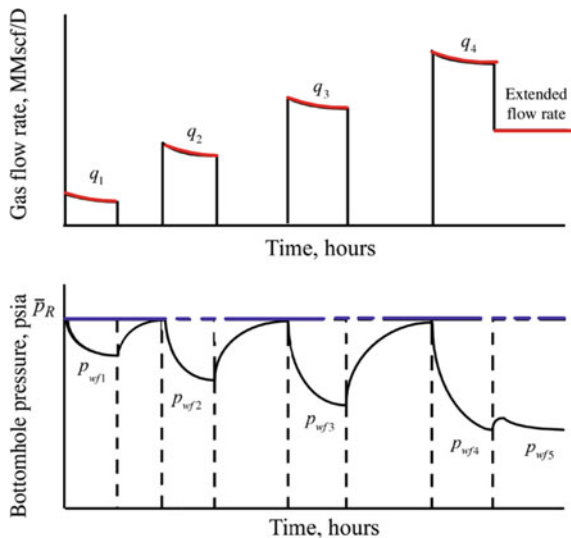 Gas flow rate, MMscf/D
q1
q2
q3
q4
Extended
flow rate
Time, hours
Bottomhole pressure, psia
p̅R
pwf1
pwf2
pwf3
pwf4
pwf5
Time, hours